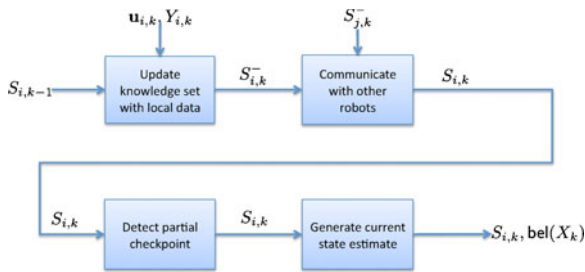 u_{i,k}, Y_{i,k}
S^-_{j,k}
S_{i,k−1}
Update
knowledge set
with local data
S^-_{i,k}
Communicate
with other
robots
S_{i,k}
S_{i,k}
Detect partial
checkpoint
S_{i,k}
Generate current
state estimate
S_{i,k}, bel(X_k)